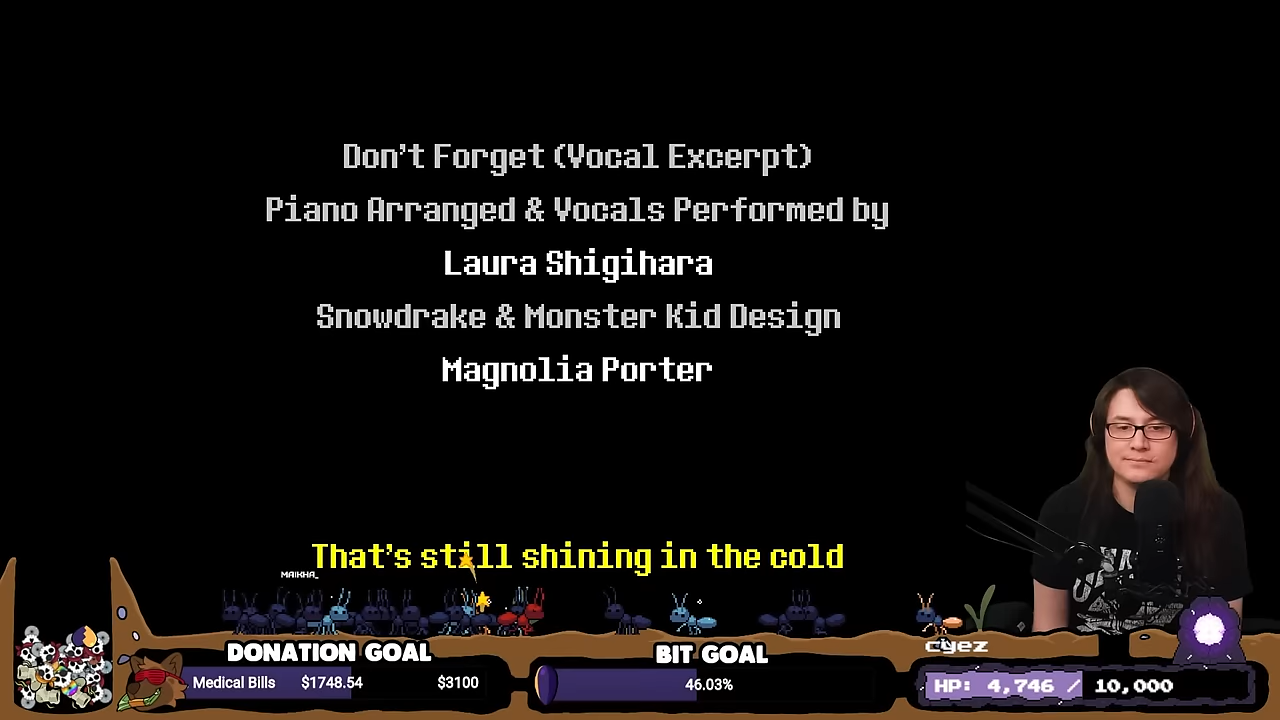 Don't Forget (Vocal Excerpt)
Piano Arranged & Vocals Performed by
Laura Shigihara
Snowdrake & Monster Kid Design
Magnolia Porter
That's still shining in the cold
MAIKHA_
cyez
DONATION GOAL
Medical Bills $1748.54 $3100
BIT GOAL
46.03%
HP: 4,746 / 10,000